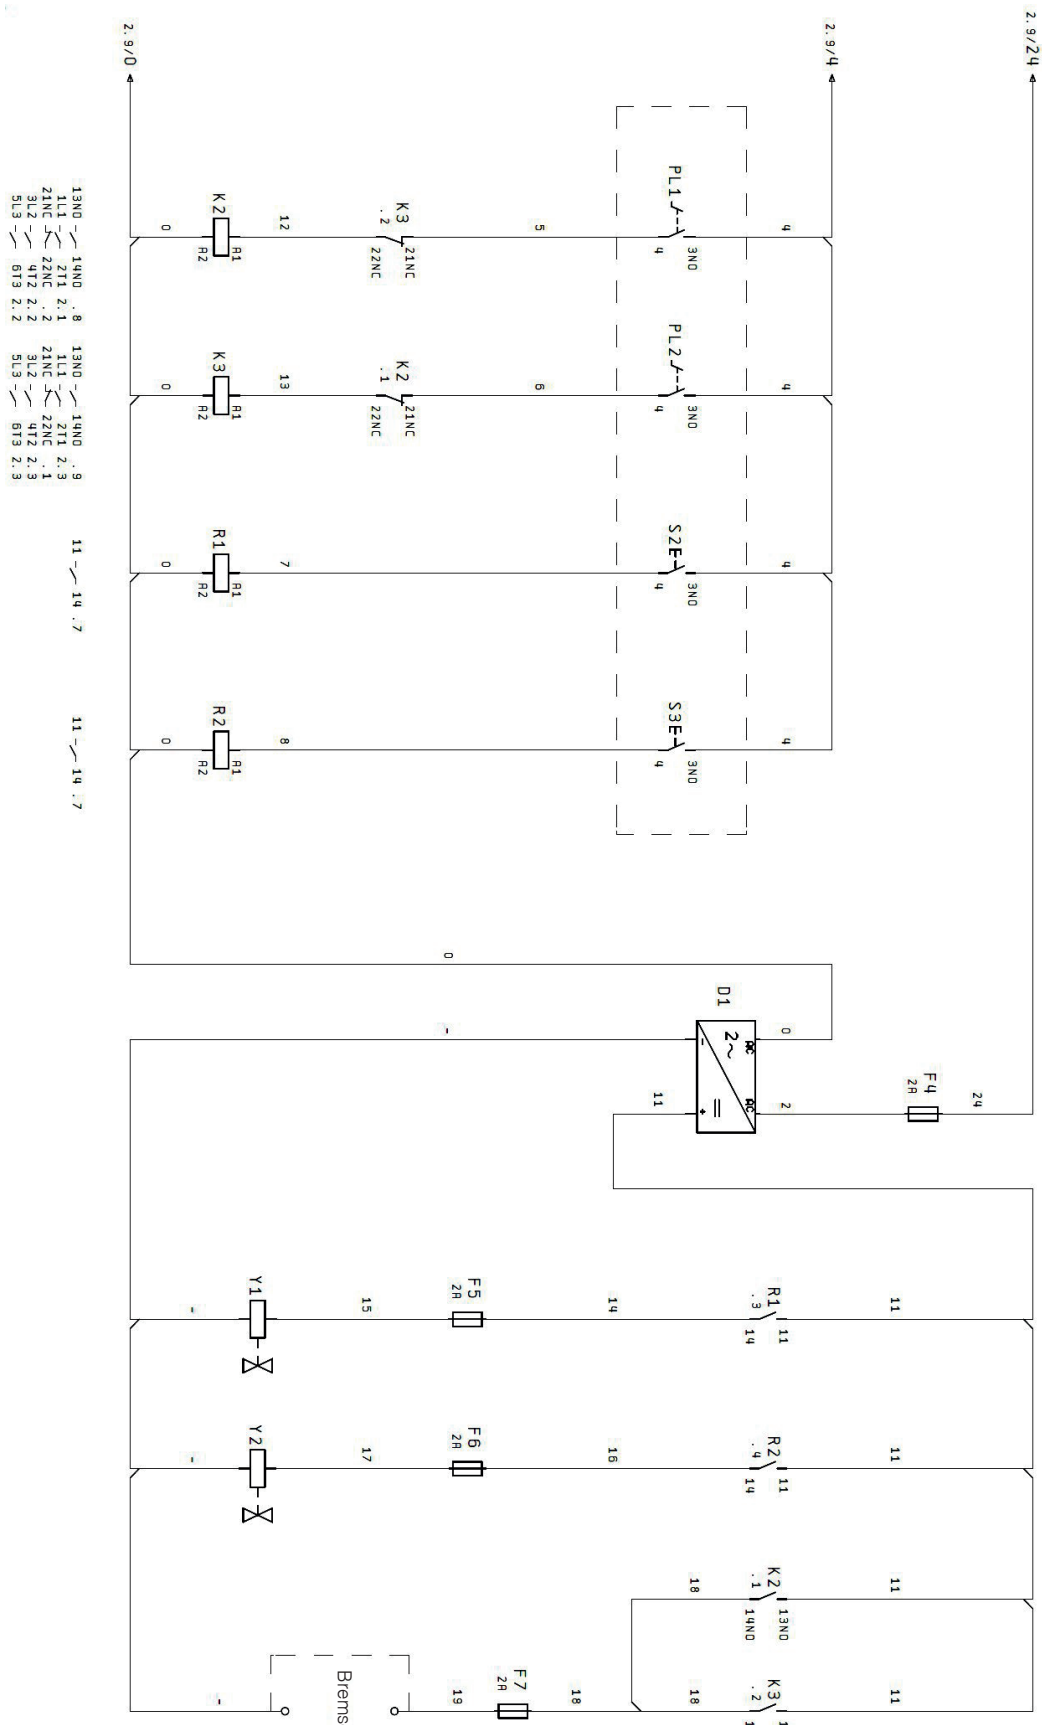 2.9/24
2.9/4
2.9/0
24
F4
2A
11
11
11
11
4
4
4
4
0
2
R1
.3
11
14
R2
.4
11
14
K2
.1
13NO
14NO
K3
.2
PL1
3NO
4
PL2
3NO
4
S2
3NO
4
S3
3NO
4
D1
AC
AC
2~
=
-
+
11
14
16
18
18
18
5
6
7
8
0
-
F5
2A
F6
2A
F7
2A
K3
.2
21NC
22NC
K2
.1
21NC
22NC
15
17
19
12
13
Brems
K2
A1
A2
K3
A1
A2
R1
A1
A2
R2
A1
A2
Y1
Y2
0
0
0
0
-
-
-
13NO 14NO .8
1L1 2T1 2.1
21NC 22NC .2
3L2 4T2 2.2
5L3 6T3 2.2
13NO 14NO .9
1L1 2T1 2.3
21NC 22NC .1
3L2 4T2 2.3
5L3 6T3 2.3
11 14 .7
11 14 .7